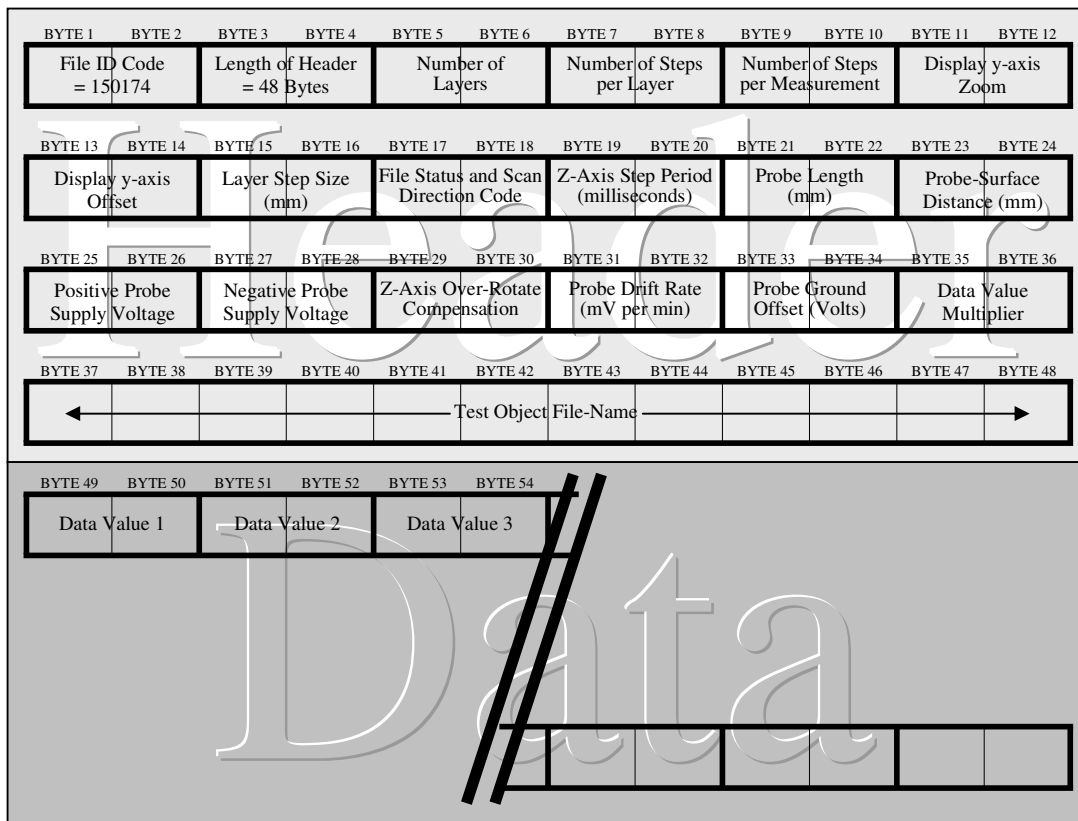 BYTE 1 BYTE 2 BYTE 3 BYTE 4 BYTE 5 BYTE 6 BYTE 7 BYTE 8 BYTE 9 BYTE 10 BYTE 11 BYTE 12
File ID Code
= 150174
Length of Header
= 48 Bytes
Number of
Layers
Number of Steps
per Layer
Number of Steps
per Measurement
Display y-axis
Zoom
BYTE 13 BYTE 14 BYTE 15 BYTE 16 BYTE 17 BYTE 18 BYTE 19 BYTE 20 BYTE 21 BYTE 22 BYTE 23 BYTE 24
Display y-axis
Offset
Layer Step Size
(mm)
File Status and Scan
Direction Code
Z-Axis Step Period
(milliseconds)
Probe Length
(mm)
Probe-Surface
Distance (mm)
Header
BYTE 25 BYTE 26 BYTE 27 BYTE 28 BYTE 29 BYTE 30 BYTE 31 BYTE 32 BYTE 33 BYTE 34 BYTE 35 BYTE 36
Positive Probe
Supply Voltage
Negative Probe
Supply Voltage
Z-Axis Over-Rotate
Compensation
Probe Drift Rate
(mV per min)
Probe Ground
Offset (Volts)
Data Value
Multiplier
BYTE 37 BYTE 38 BYTE 39 BYTE 40 BYTE 41 BYTE 42 BYTE 43 BYTE 44 BYTE 45 BYTE 46 BYTE 47 BYTE 48
Test Object File-Name
BYTE 49 BYTE 50 BYTE 51 BYTE 52 BYTE 53 BYTE 54
Data Value 1
Data Value 2
Data Value 3
Data